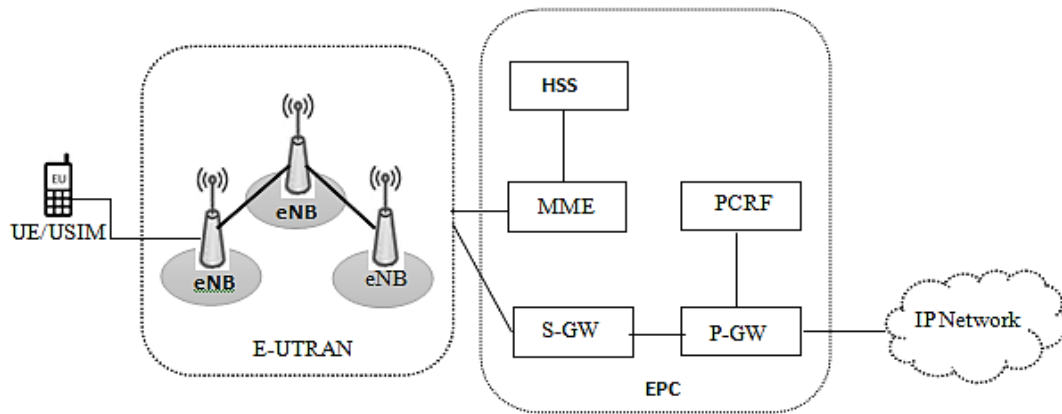 HSS
eNB
EU
MME
PCRF
UE/USIM
eNB
eNB
IP Network
S-GW
P-GW
E-UTRAN
EPC